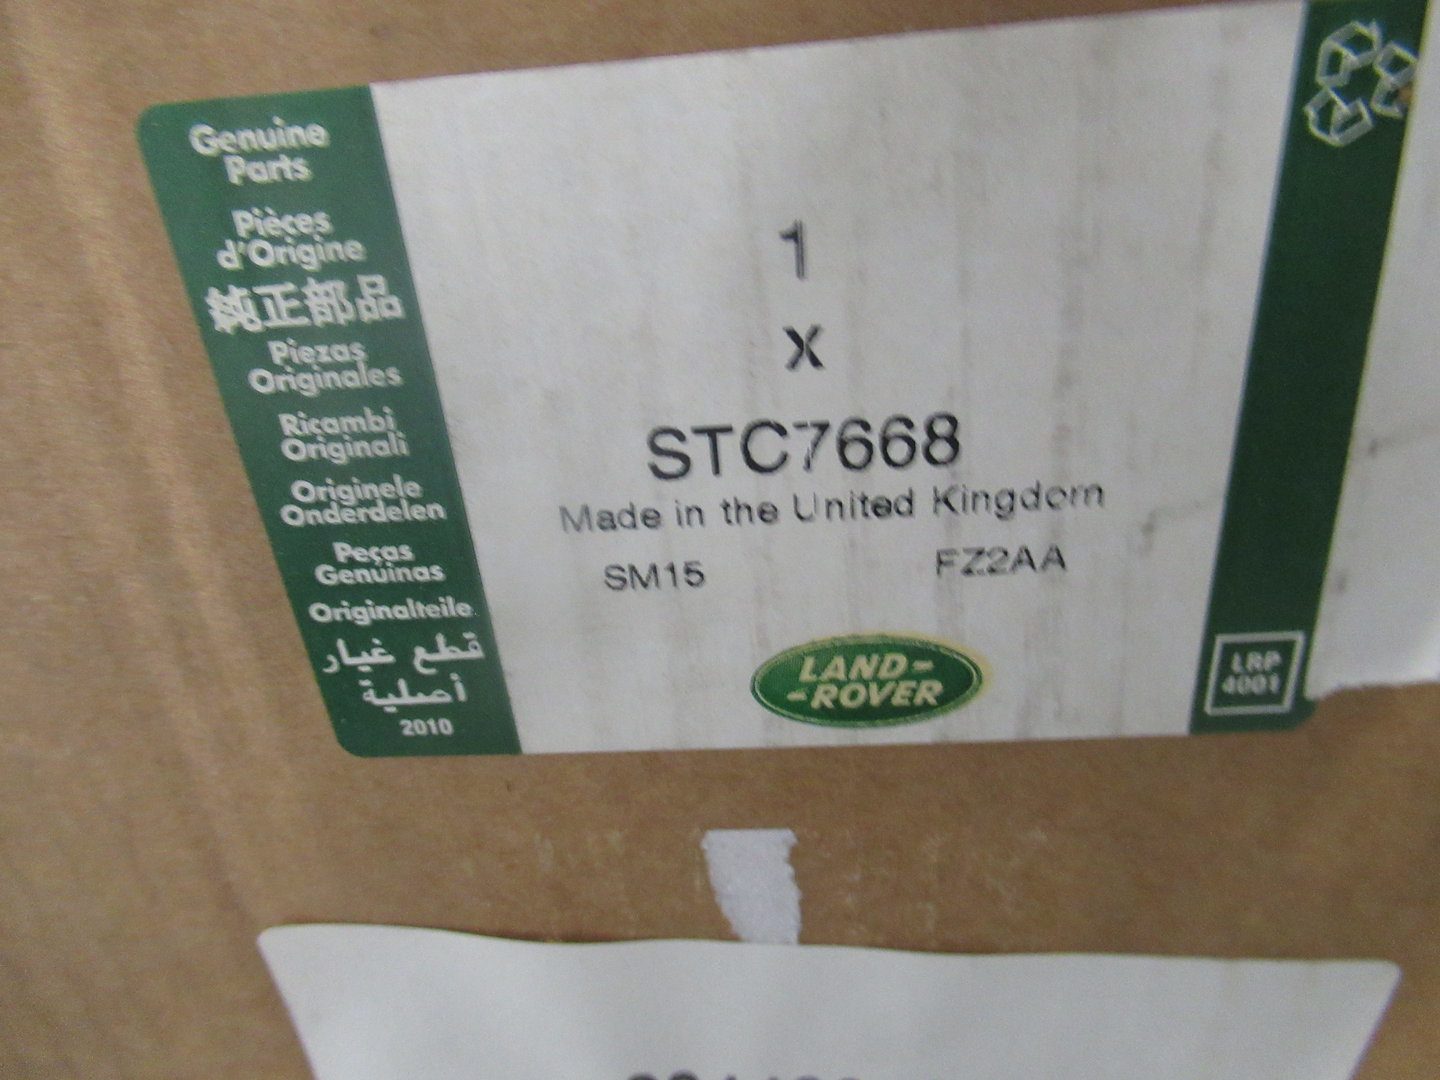 Genuine
Parts
Pièces
d'Origine
純正部品
Piezas
Originales
Ricambi
Originali
Originele
Onderdelen
Peças
Genuinas
Originalteile
قطع غيار
أصلية
2010
1
X
STC7668
Made in the United Kingdom
SM15 FZ2AA
LAND-
-ROVER
LRP
4001